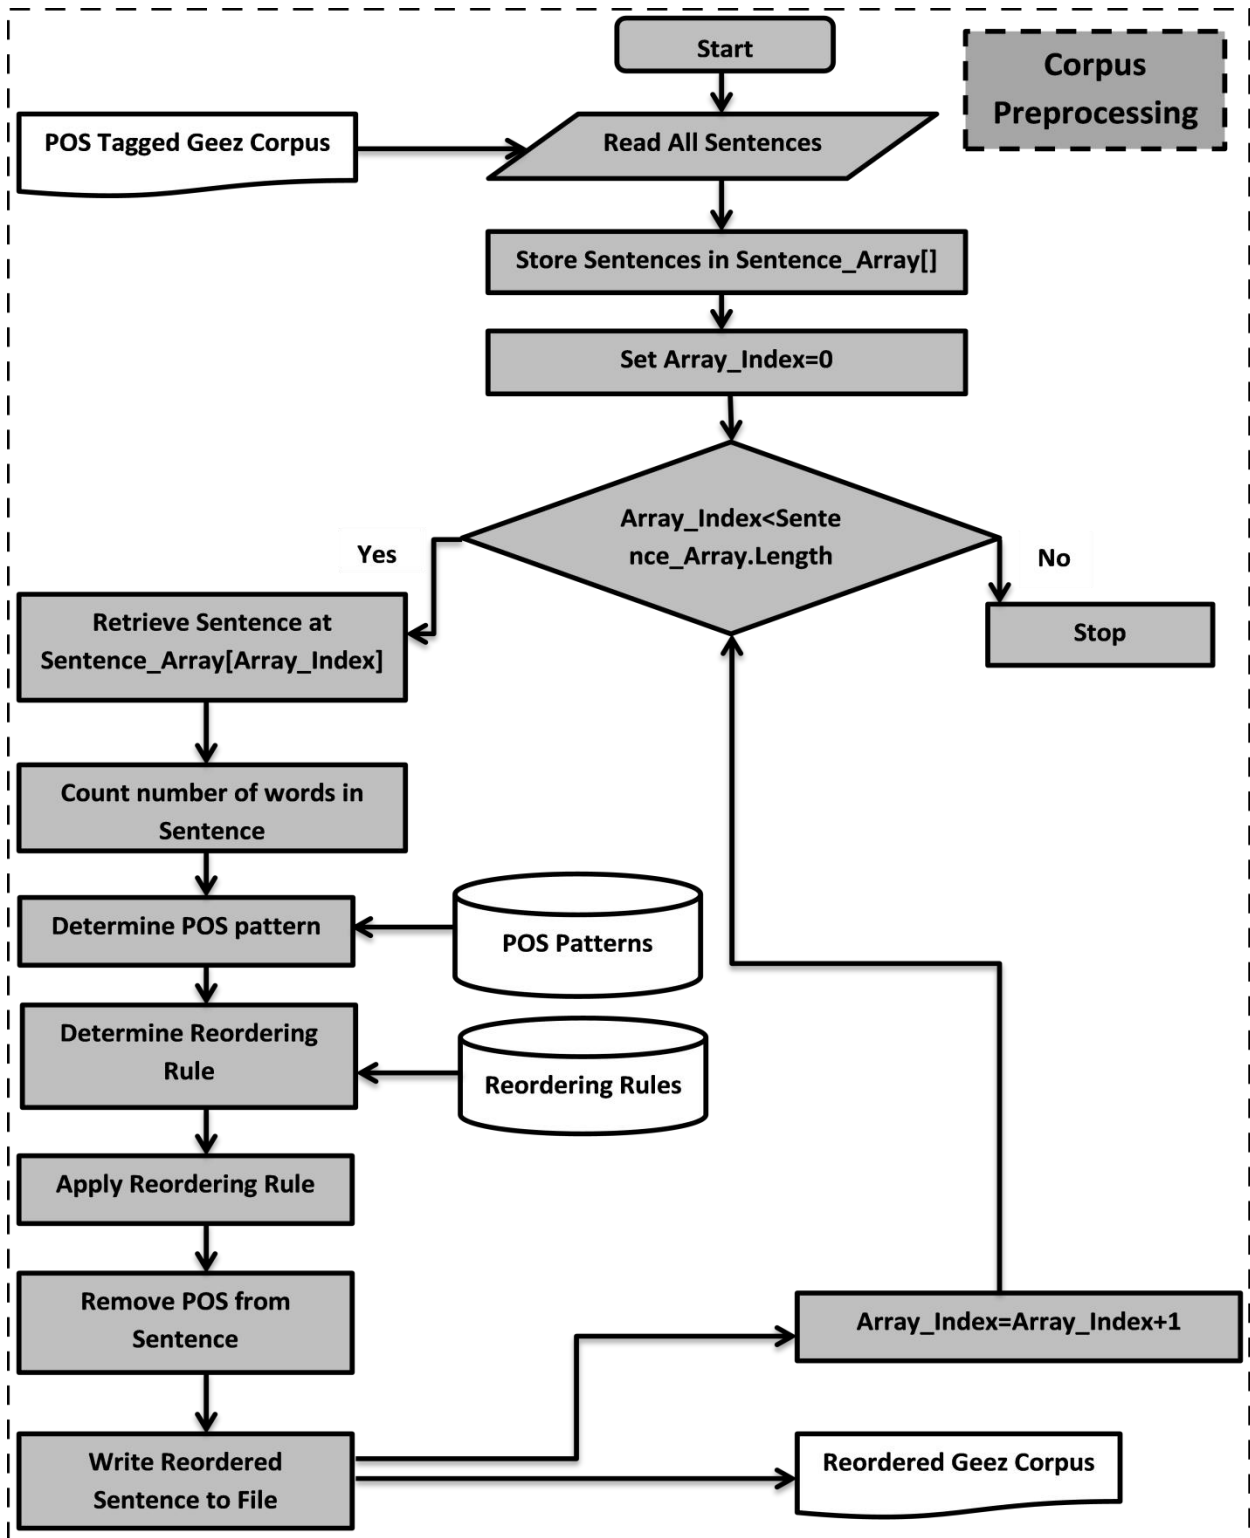 Start
Corpus
Preprocessing
POS Tagged Geez Corpus
Read All Sentences
Store Sentences in Sentence_Array[]
Set Array_Index=0
Array_Index<Sente
nce_Array.Length
Yes
No
Retrieve Sentence at
Sentence_Array[Array_Index]
Stop
Count number of words in
Sentence
Determine POS pattern
POS Patterns
Determine Reordering
Rule
Reordering Rules
Apply Reordering Rule
Remove POS from
Sentence
Array_Index=Array_Index+1
Write Reordered
Sentence to File
Reordered Geez Corpus